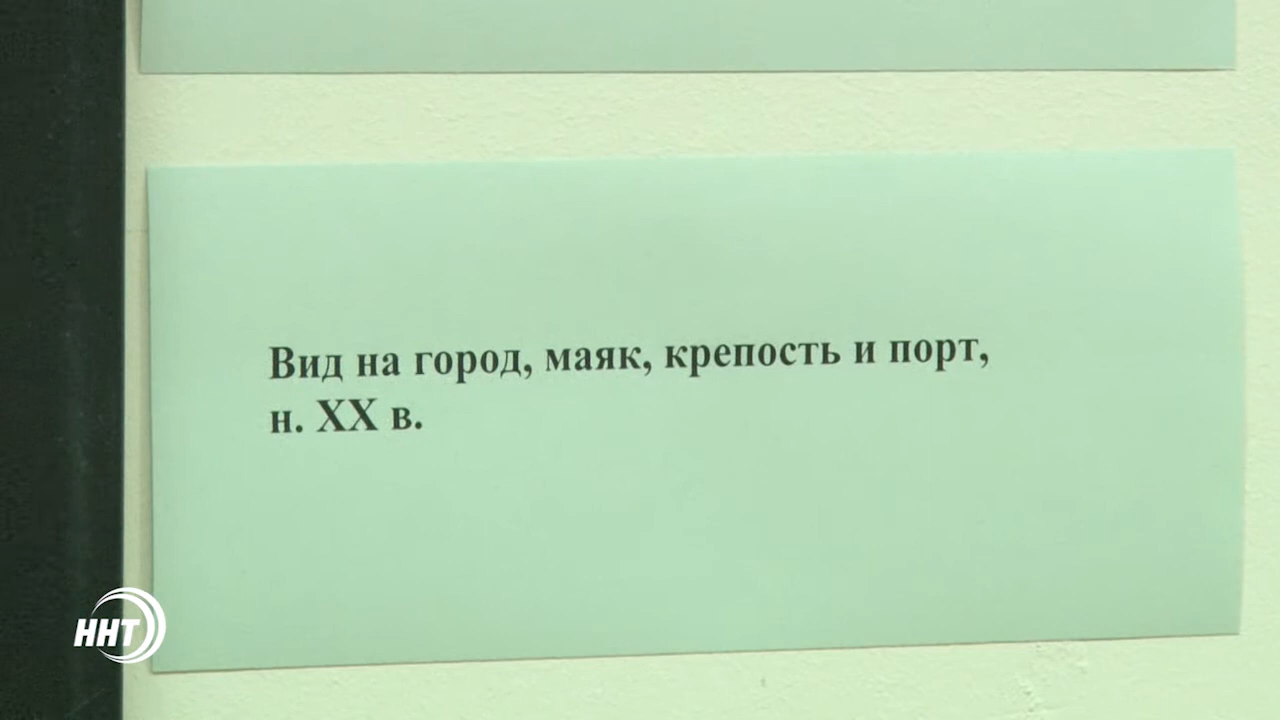 Вид на город, маяк, крепость и порт,
н. XX в.
ННТ